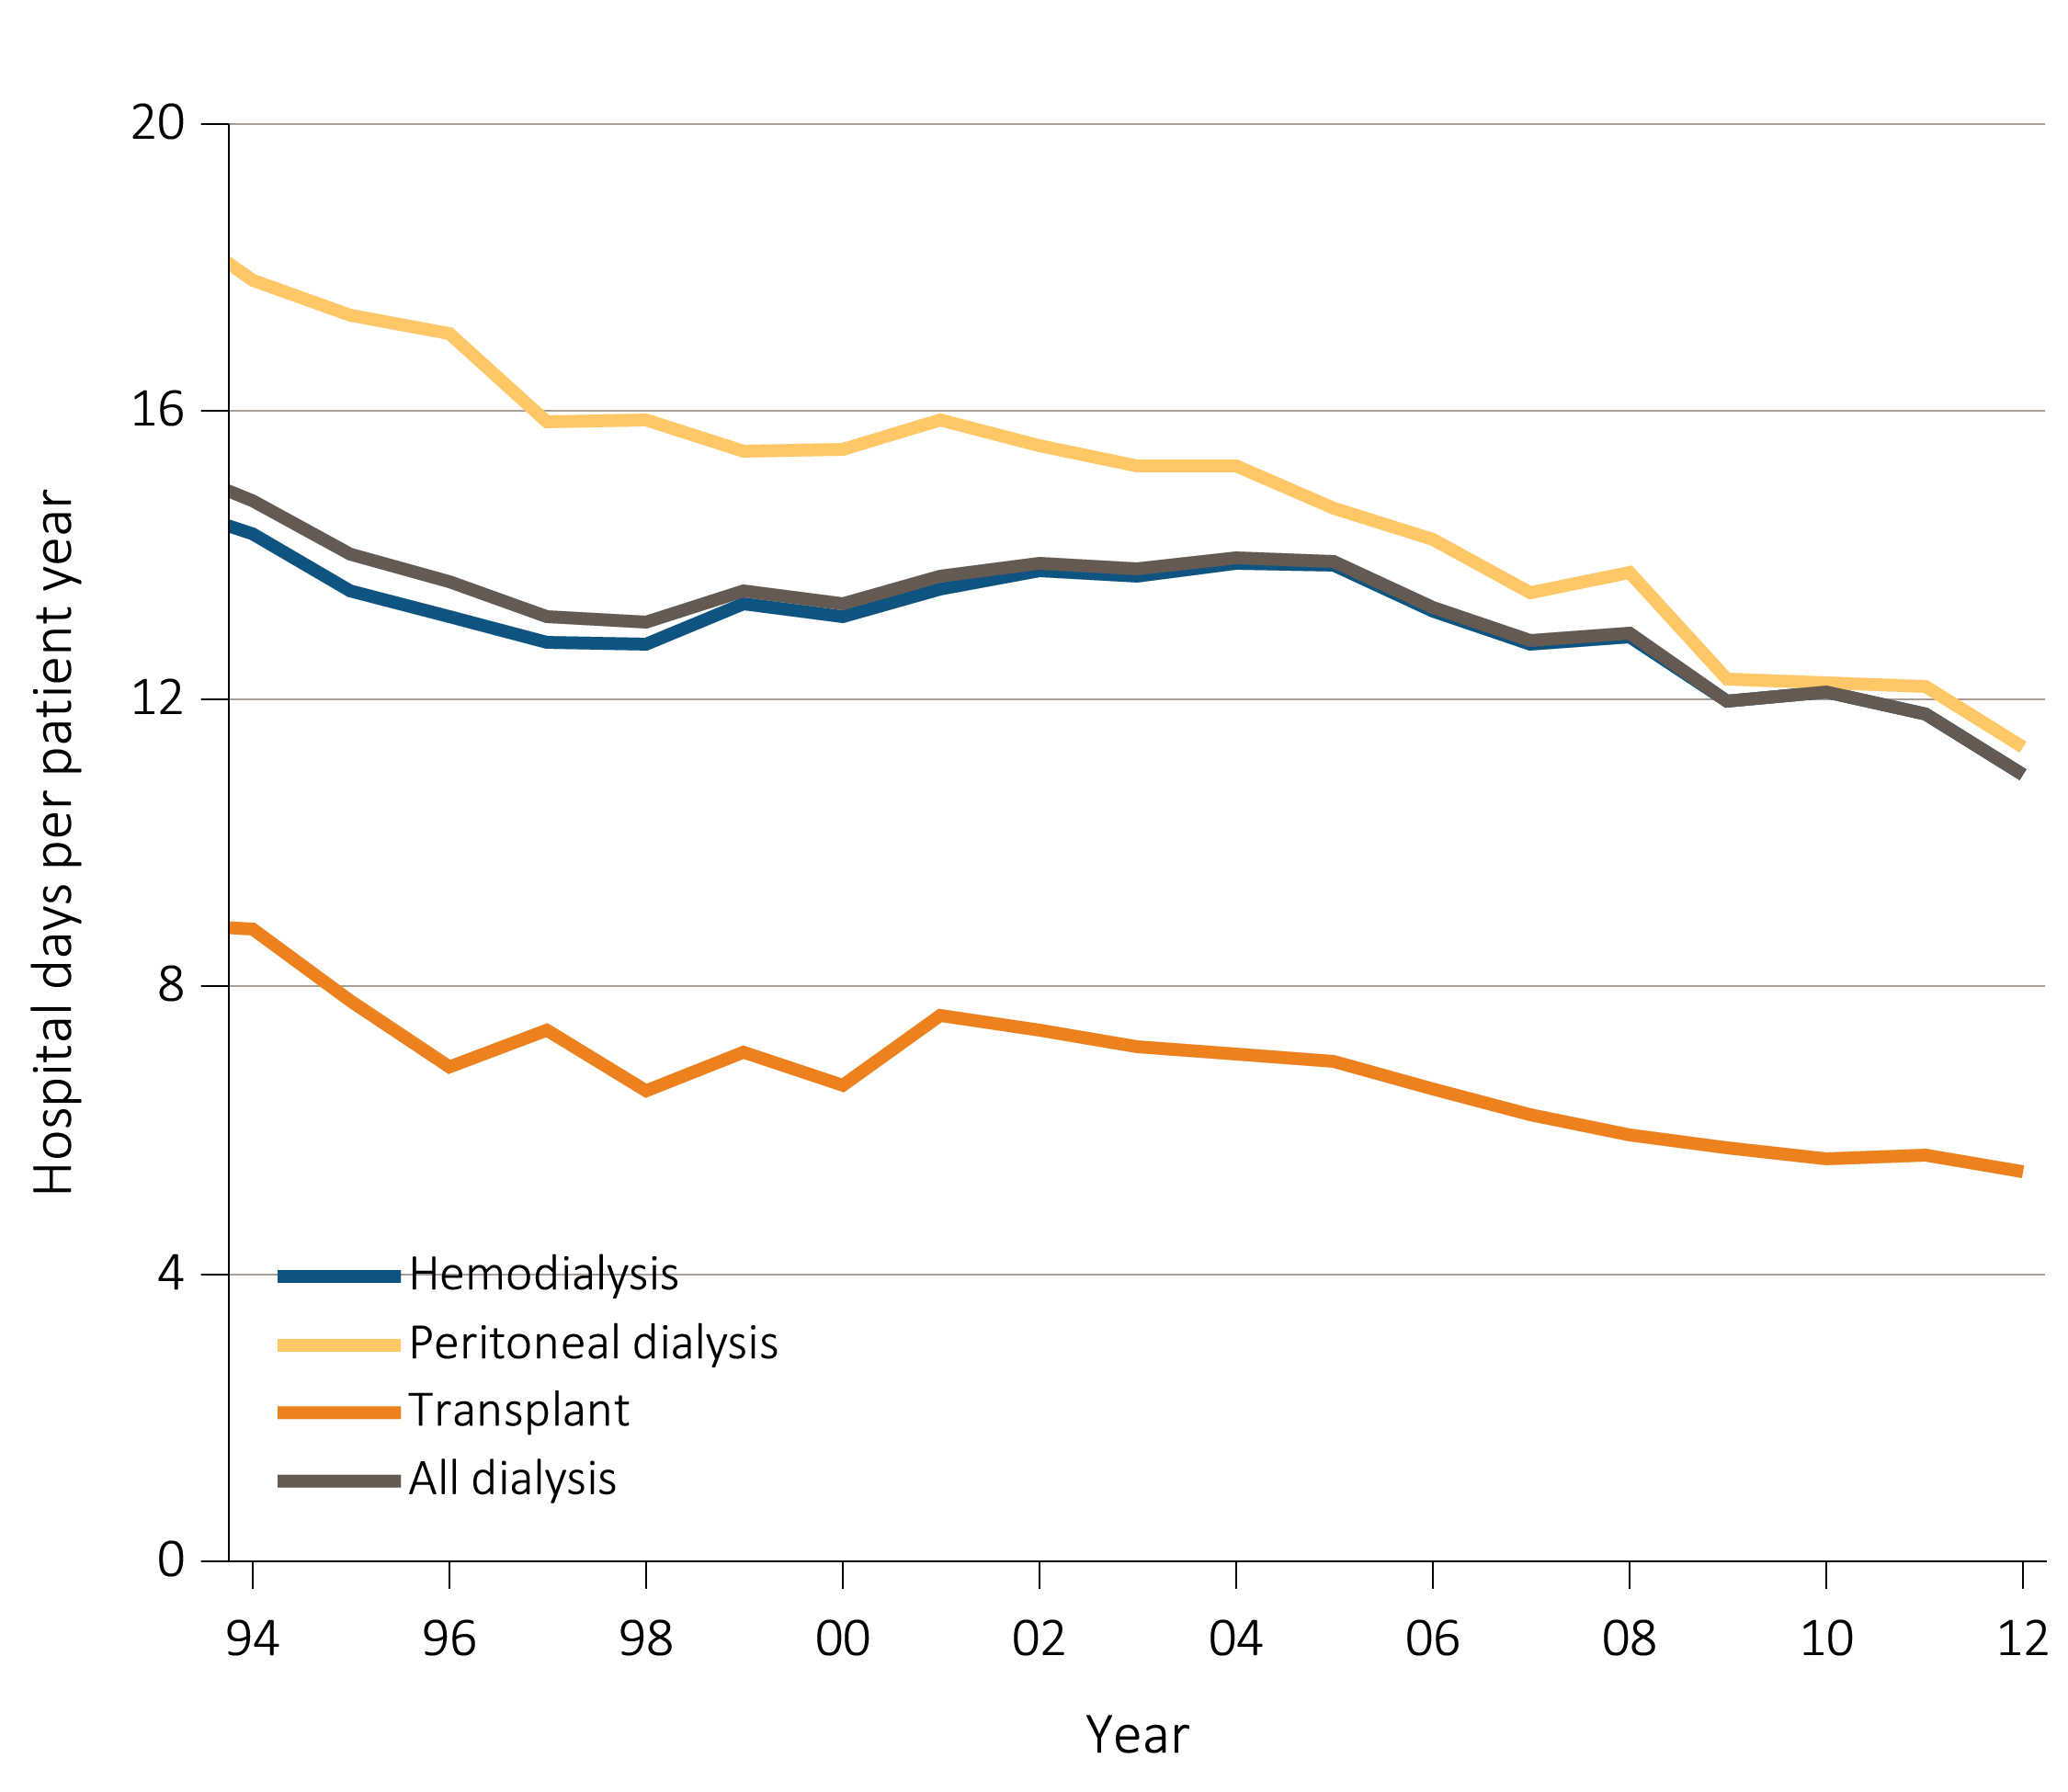 20
16
12
8
4
0
Hospital days per patient year
Hemodialysis
Peritoneal dialysis
Transplant
All dialysis
94 96 98 00 02 04 06 08 10 12
Year